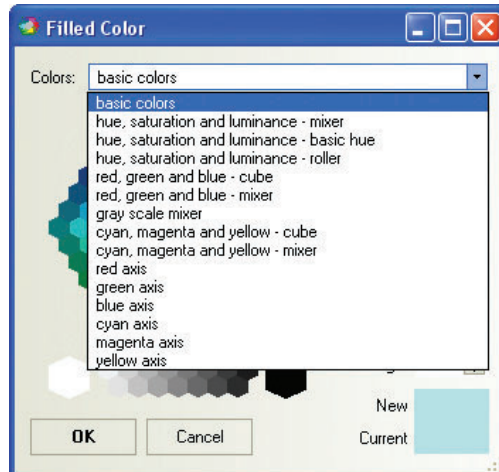 Filled Color
Colors: basic colors
basic colors
hue, saturation and luminance - mixer
hue, saturation and luminance - basic hue
hue, saturation and luminance - roller
red, green and blue - cube
red, green and blue - mixer
gray scale mixer
cyan, magenta and yellow - cube
cyan, magenta and yellow - mixer
red axis
green axis
blue axis
cyan axis
magenta axis
yellow axis
New
OK Cancel Current